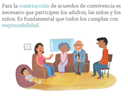 Para la construcción de acuerdos de convivencia es
necesario que participen los adultos, las niñas y los
niños. Es fundamental que todos los cumplan con
responsabilidad.